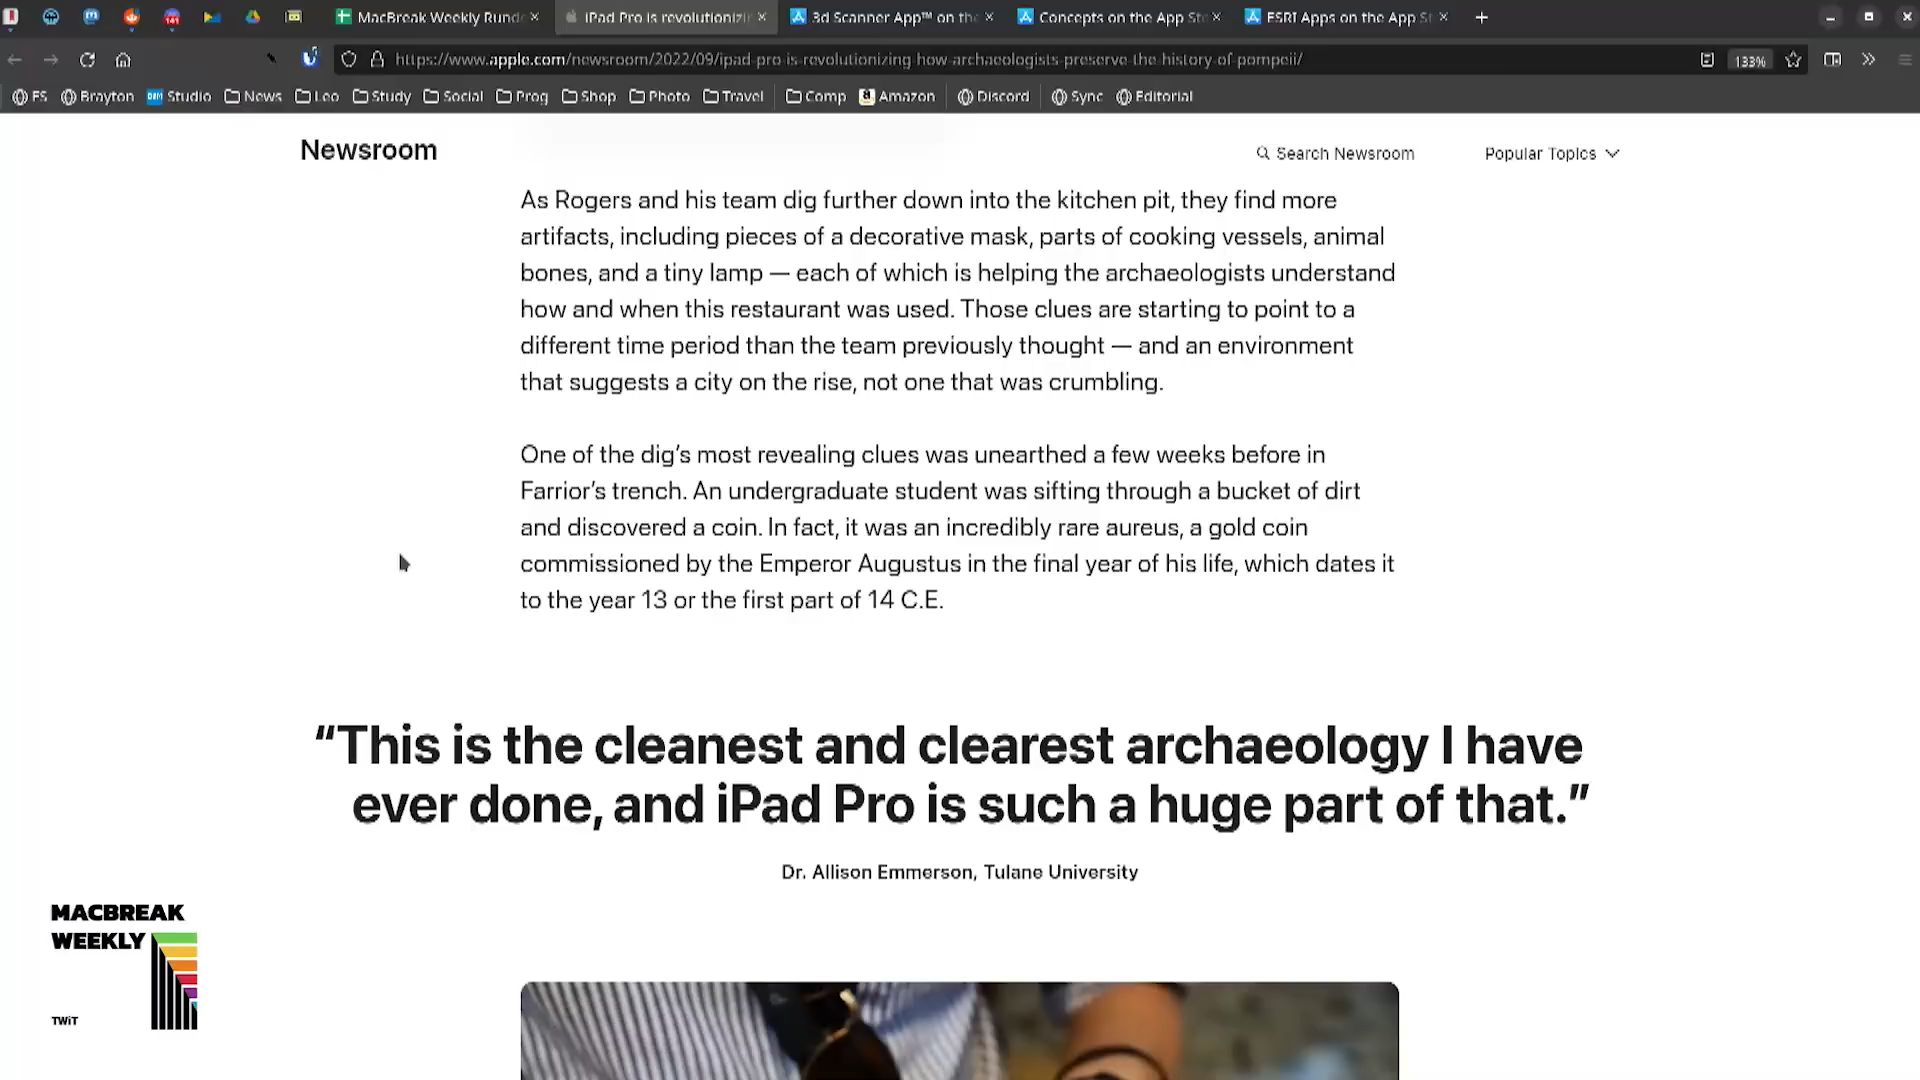 141
MacBreak Weekly Rund
iPad Pro is revolutionizi
3d Scanner App™ on th
Concepts on the App Sto
ESRI Apps on the App S
https://www.apple.com/newsroom/2022/09/ipad-pro-is-revolutionizing-how-archaeologists-preserve-the-history-of-pompeii/
133%
FS Brayton Studio News Leo Study Social Prog Shop Photo Travel Comp Amazon Discord Sync Editorial
Newsroom
Search Newsroom
Popular Topics
As Rogers and his team dig further down into the kitchen pit, they find more
artifacts, including pieces of a decorative mask, parts of cooking vessels, animal
bones, and a tiny lamp — each of which is helping the archaeologists understand
how and when this restaurant was used. Those clues are starting to point to a
different time period than the team previously thought — and an environment
that suggests a city on the rise, not one that was crumbling.
One of the dig’s most revealing clues was unearthed a few weeks before in
Farrior’s trench. An undergraduate student was sifting through a bucket of dirt
and discovered a coin. In fact, it was an incredibly rare aureus, a gold coin
commissioned by the Emperor Augustus in the final year of his life, which dates it
to the year 13 or the first part of 14 C.E.
“This is the cleanest and clearest archaeology I have
ever done, and iPad Pro is such a huge part of that.”
Dr. Allison Emmerson, Tulane University
MACBREAK
WEEKLY
TWiT